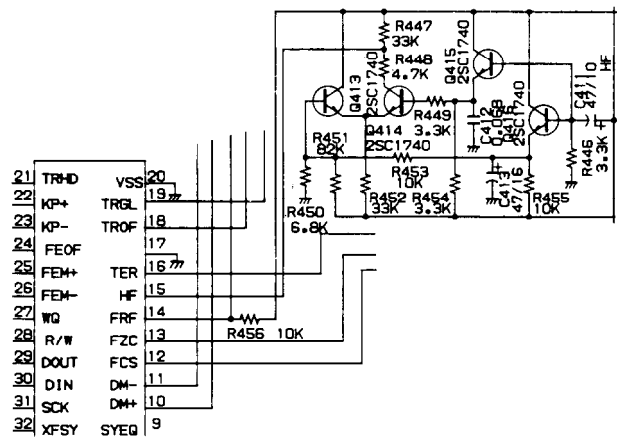 R447
33K
R448
4.7K
Q413
2SC1740
Q415
2SC1740
HF
C411
47/10
R449
3.3K
C412
0.068
Q416
2SC1740
R446
3.3K
R451
82K
Q414
2SC1740
R453
10K
C413
47/16
R450
6.8K
R452
33K
R454
3.3K
R455
10K
21 TRHD VSS 20
22 KP+ TRGL 19
23 KP- TROF 18
24 FEOF 17
25 FEM+ TER 16
26 FEM- HF 15
27 WQ FRF 14
R456 10K
28 R/W FZC 13
29 DOUT FCS 12
30 DIN DM- 11
31 SCK DM+ 10
32 XFSY SYEQ 9